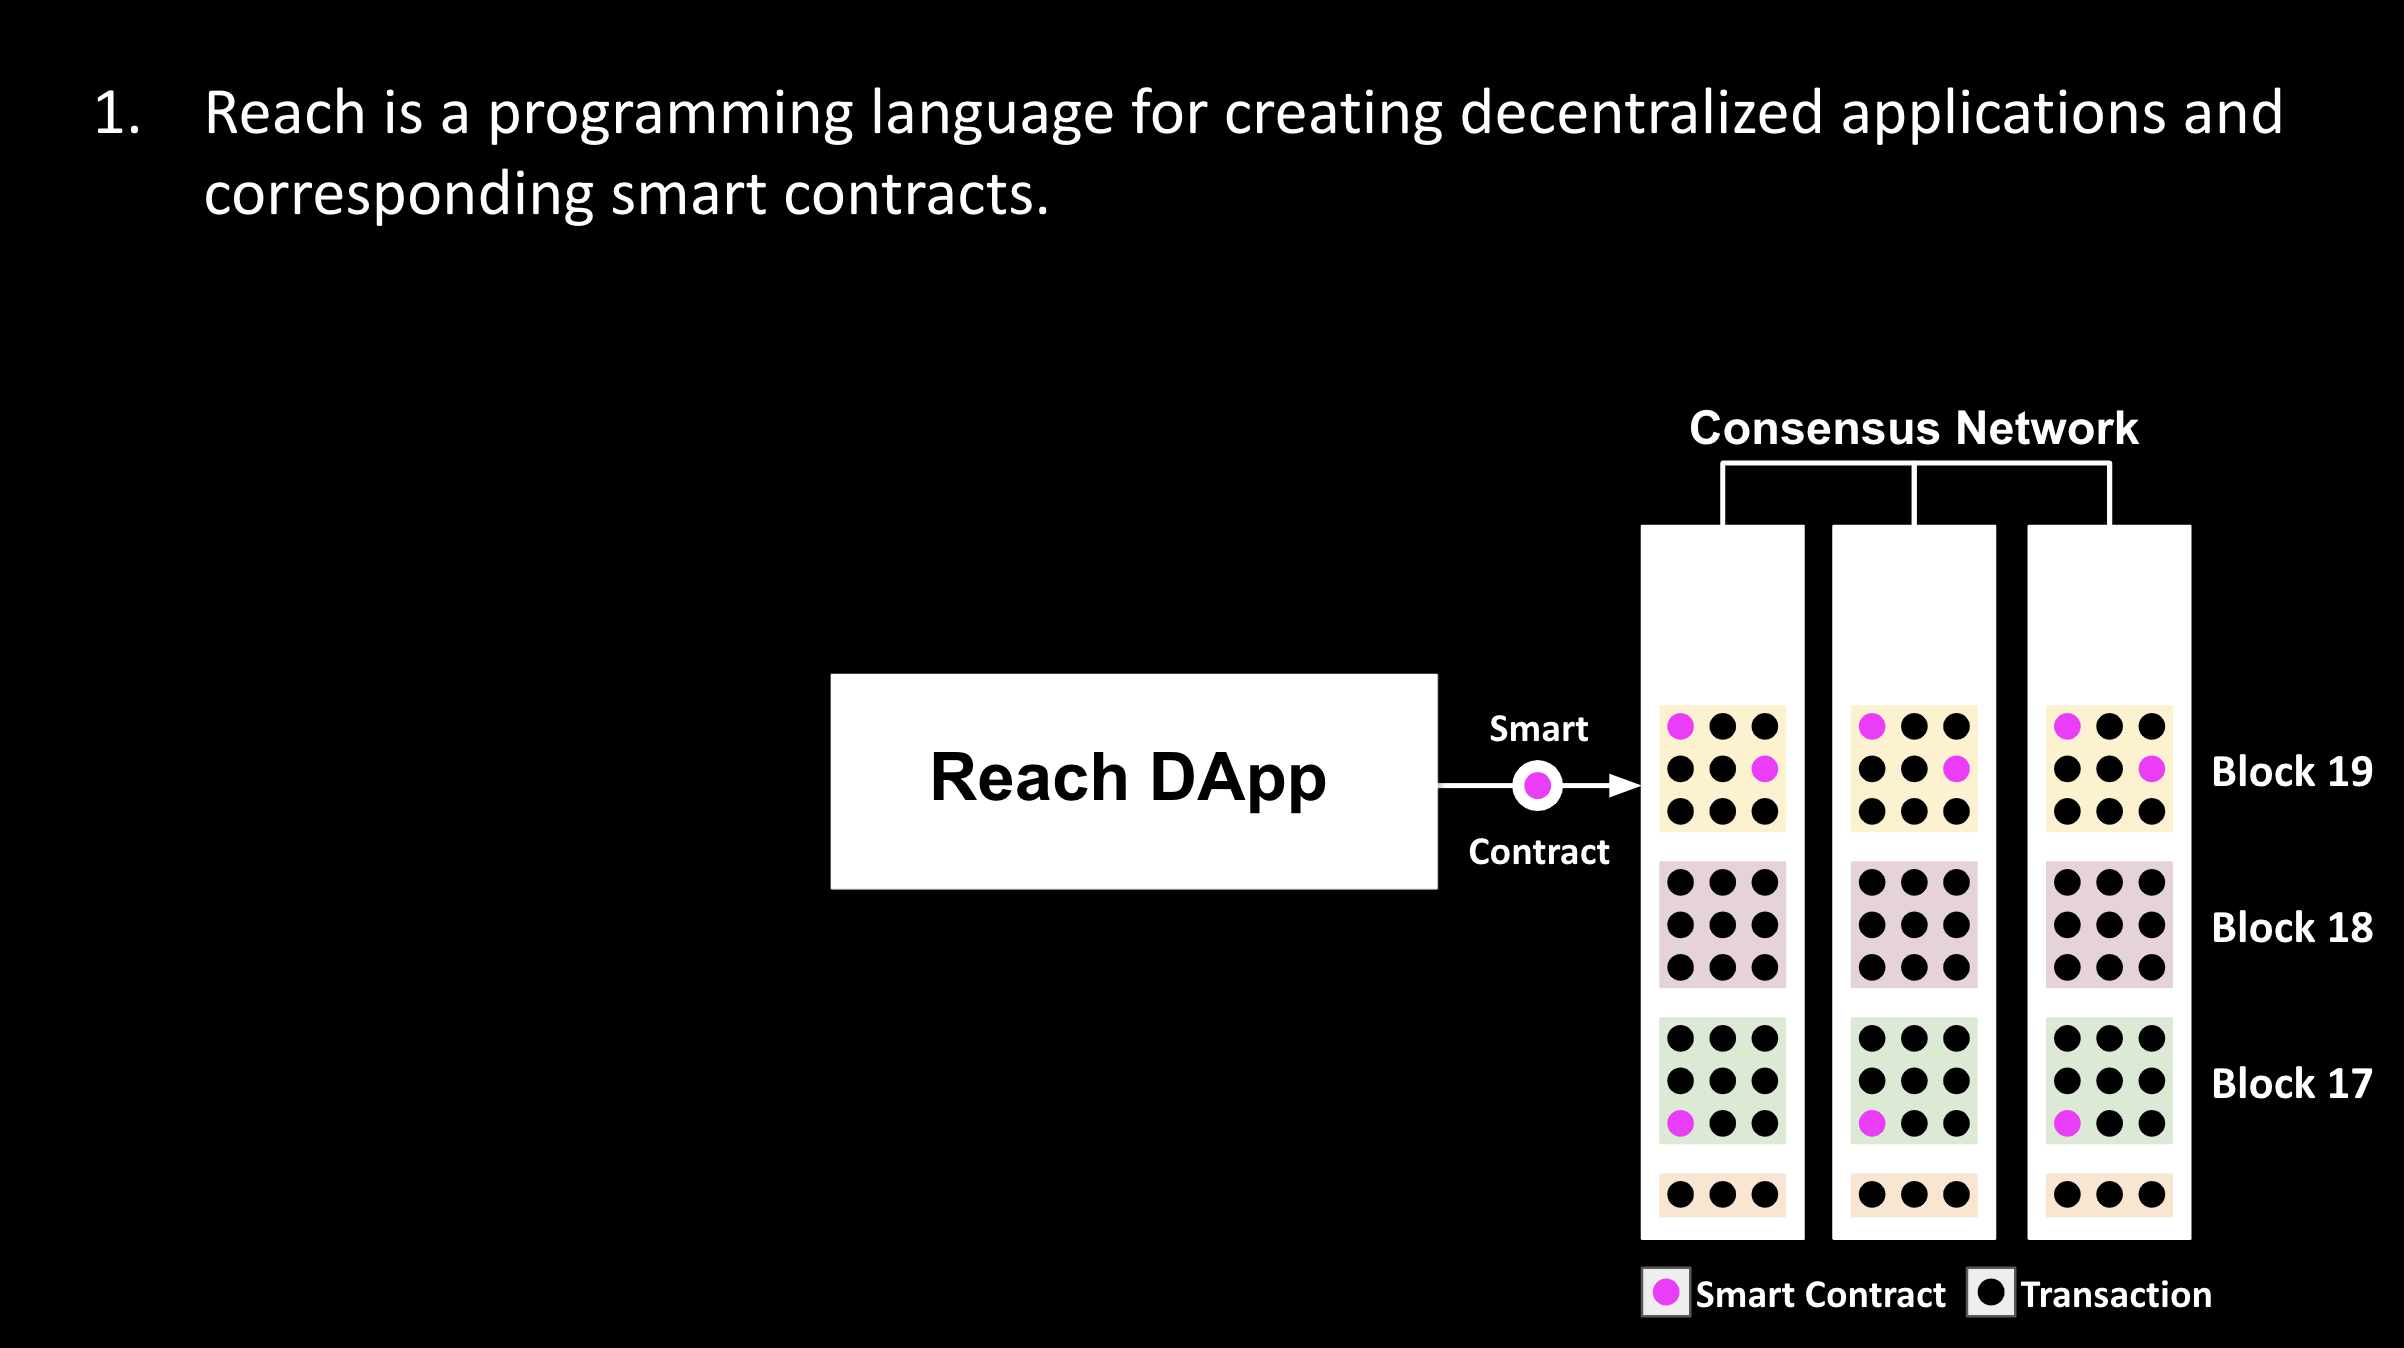 1. Reach is a programming language for creating decentralized applications and
corresponding smart contracts.
Consensus Network
Reach DApp
Smart
Contract
Block 19
Block 18
Block 17
Smart Contract
Transaction